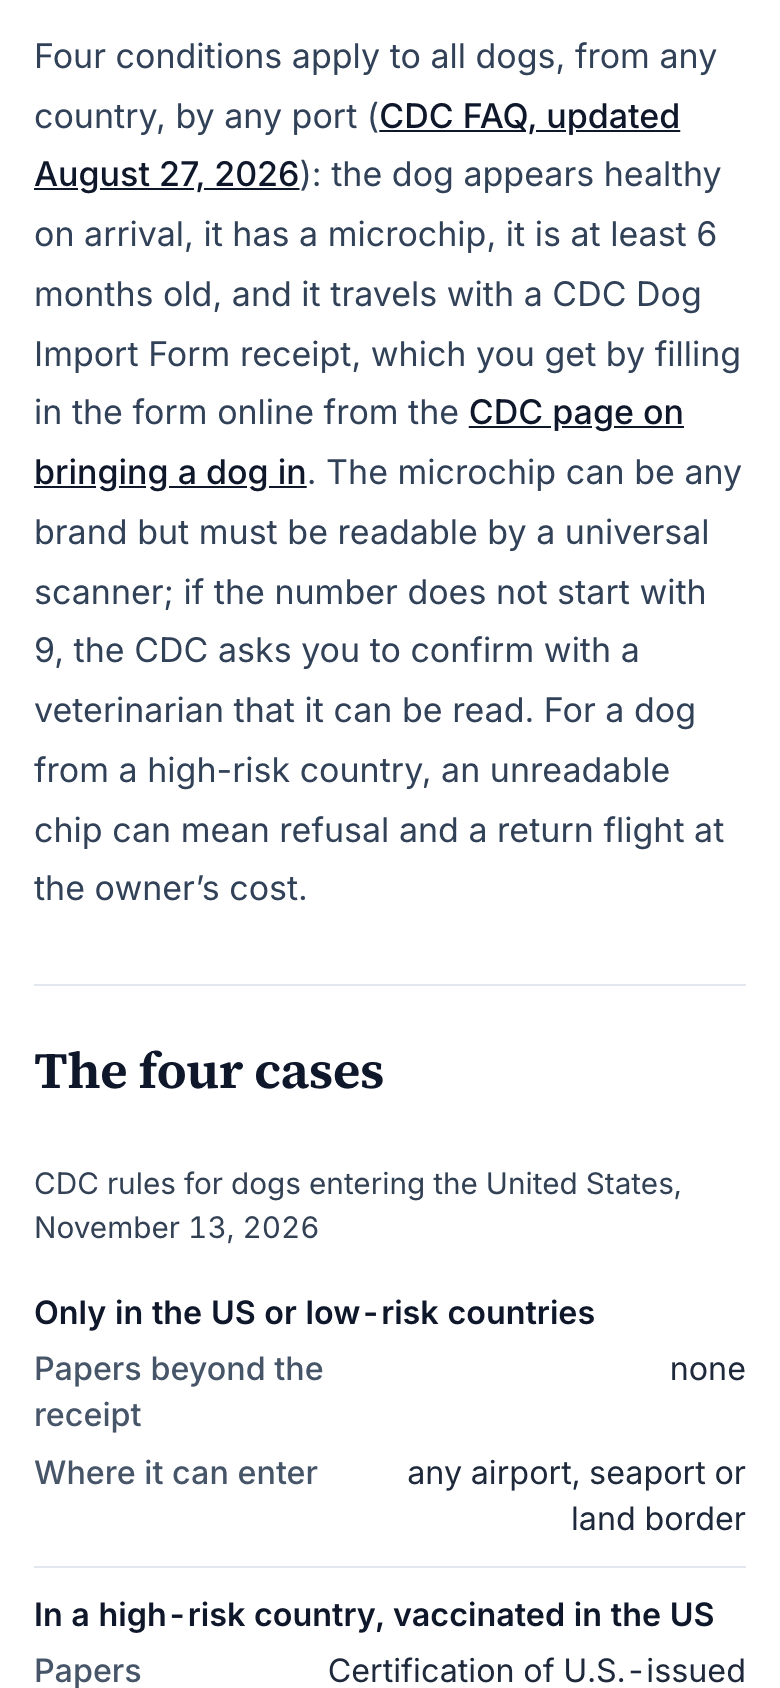 Four conditions apply to all dogs, from any
country, by any port (CDC FAQ, updated
August 27, 2026): the dog appears healthy
on arrival, it has a microchip, it is at least 6
months old, and it travels with a CDC Dog
Import Form receipt, which you get by filling
in the form online from the CDC page on
bringing a dog in. The microchip can be any
brand but must be readable by a universal
scanner; if the number does not start with
9, the CDC asks you to confirm with a
veterinarian that it can be read. For a dog
from a high-risk country, an unreadable
chip can mean refusal and a return flight at
the owner’s cost.
The four cases
CDC rules for dogs entering the United States,
November 13, 2026
Only in the US or low-risk countries
Papers beyond the none
receipt
Where it can enter any airport, seaport or
land border
In a high-risk country, vaccinated in the US
Papers Certification of U.S.-issued